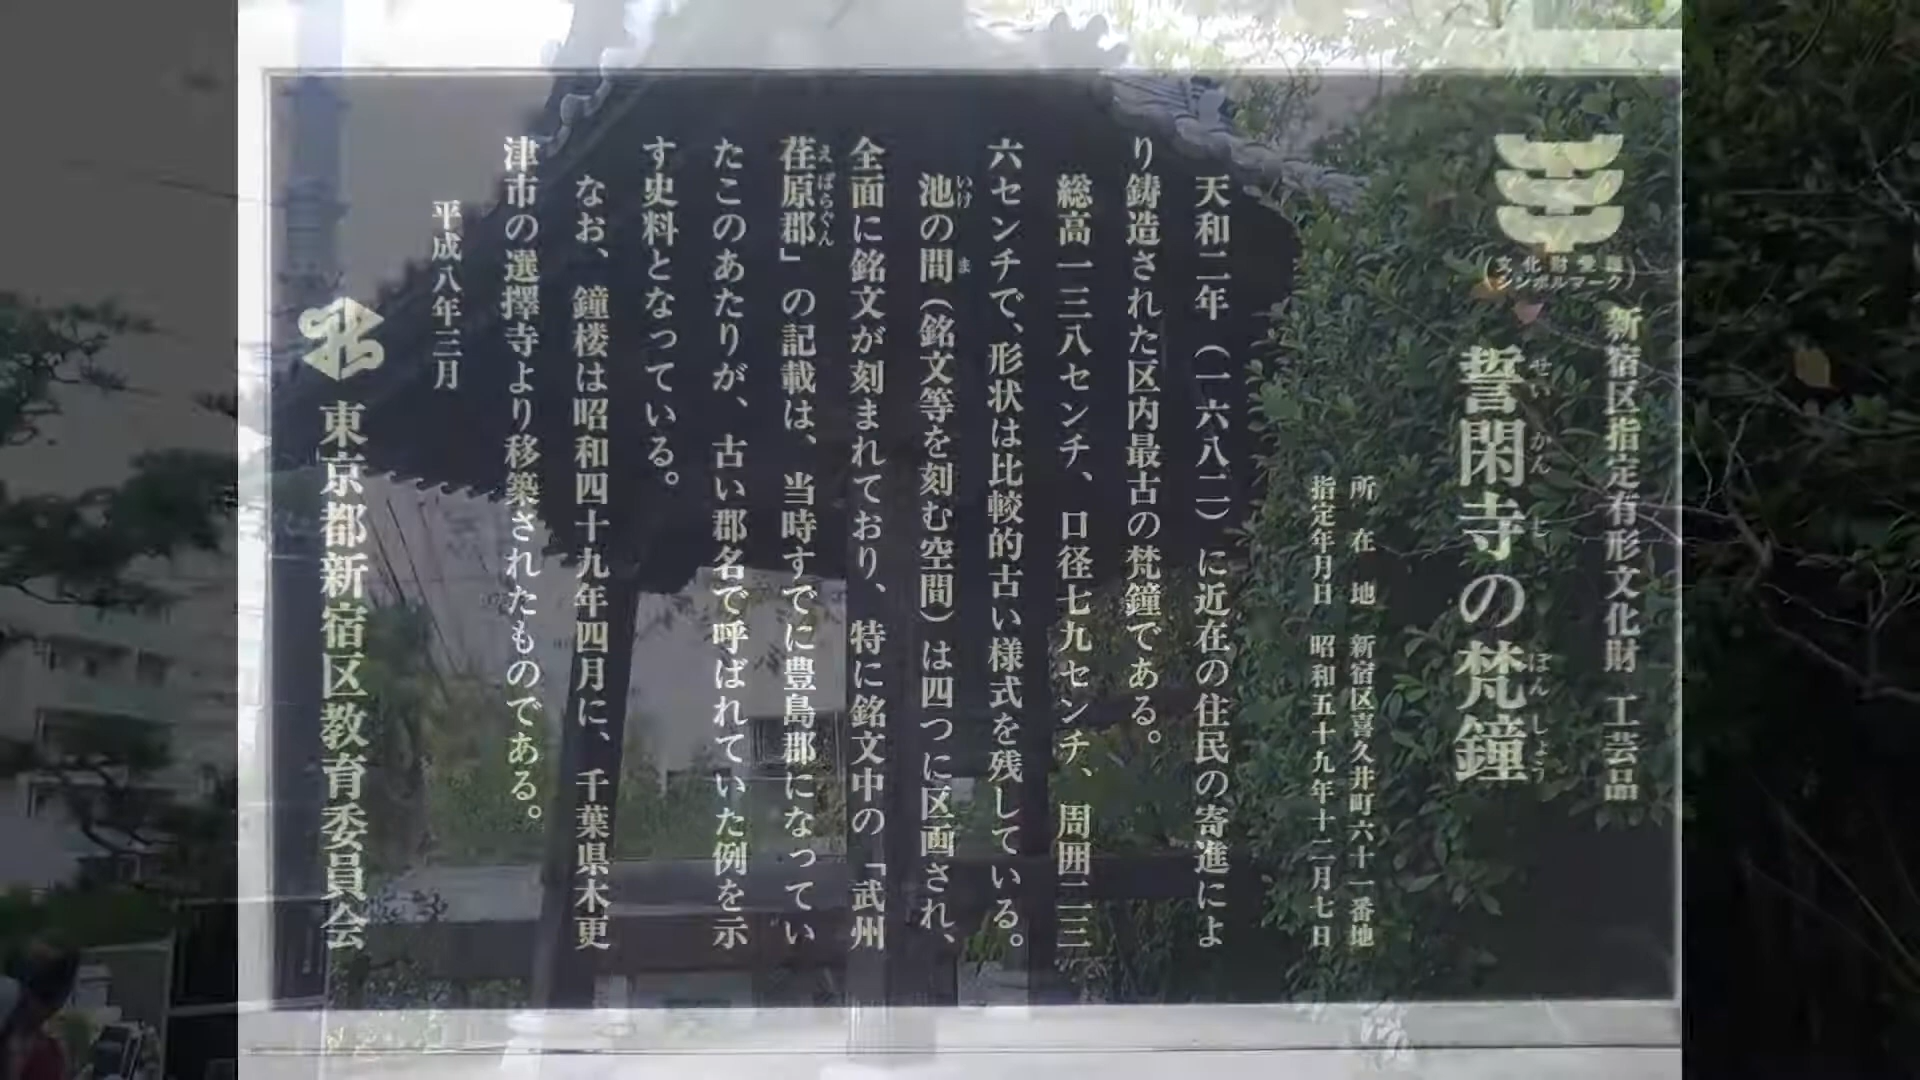 新宿区指定有形文化財 工芸品
誓閑寺の梵鐘
せいかんじ ぼんしょう
(文化財愛護
シンボルマーク)
所在地 新宿区喜久井町六十一番地
指定年月日 昭和五十九年十二月七日
天和二年(一六八二)に近在の住民の寄進によ
り鋳造された区内最古の梵鐘である。
総高一三八センチ、口径七九センチ、周囲二三
六センチで、形状は比較的古い様式を残している。
池の間(銘文等を刻む空間)は四つに区画され、
いけ ま
全面に銘文が刻まれており、特に銘文中の「武州
荏原郡」の記載は、当時すでに豊島郡になってい
えばらぐん
たこのあたりが、古い郡名で呼ばれていた例を示
す史料となっている。
なお、鐘楼は昭和四十九年四月に、千葉県木更
津市の選擇寺より移築されたものである。
平成八年三月
東京都新宿区教育委員会